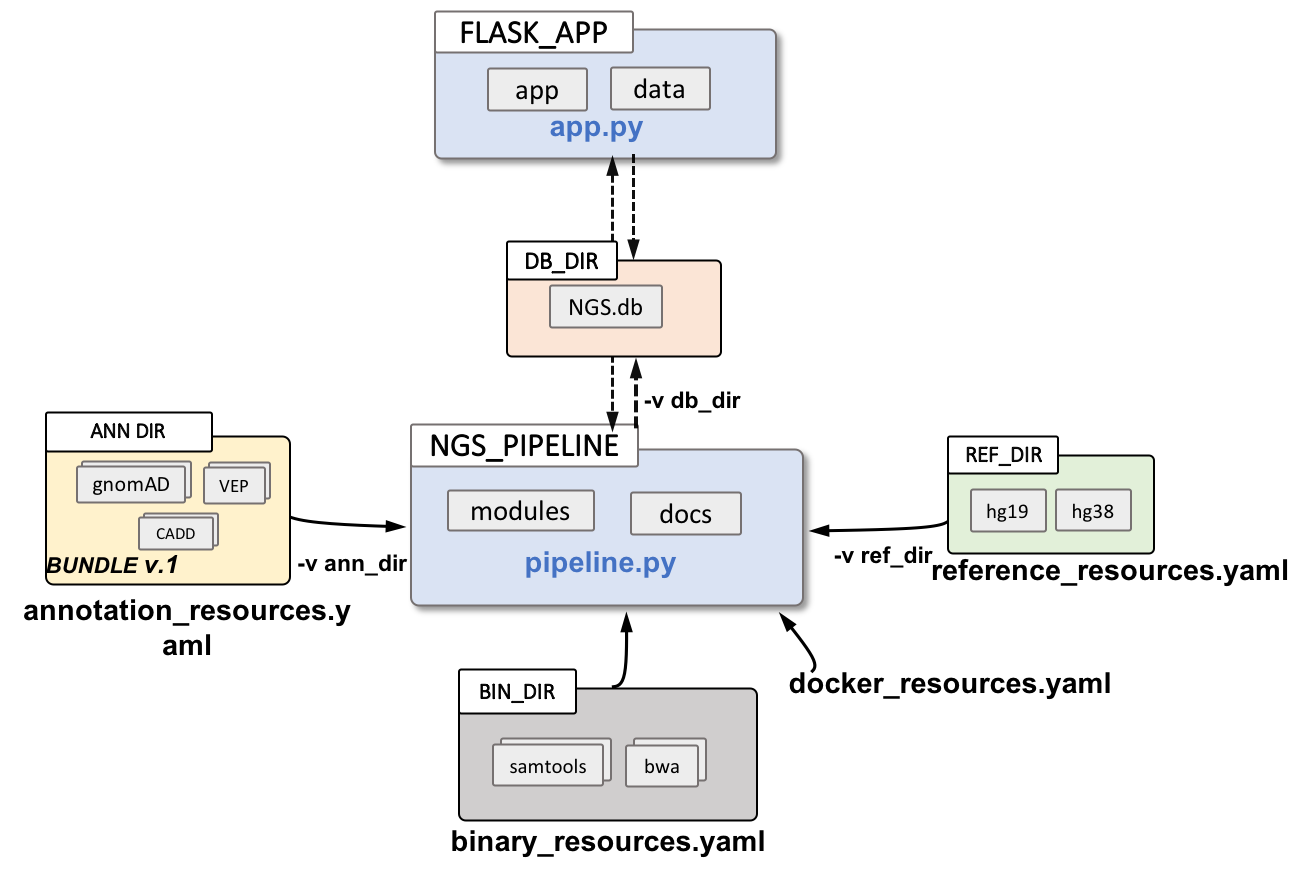 FLASK_APP
app
data
app.py
DB_DIR
NGS.db
-v db_dir
ANN DIR
gnomAD
VEP
CADD
BUNDLE v.1
-v ann_dir
annotation_resources.y
aml
NGS_PIPELINE
modules
docs
pipeline.py
REF_DIR
hg19
hg38
-v ref_dir
reference_resources.yaml
docker_resources.yaml
BIN_DIR
samtools
bwa
binary_resources.yaml